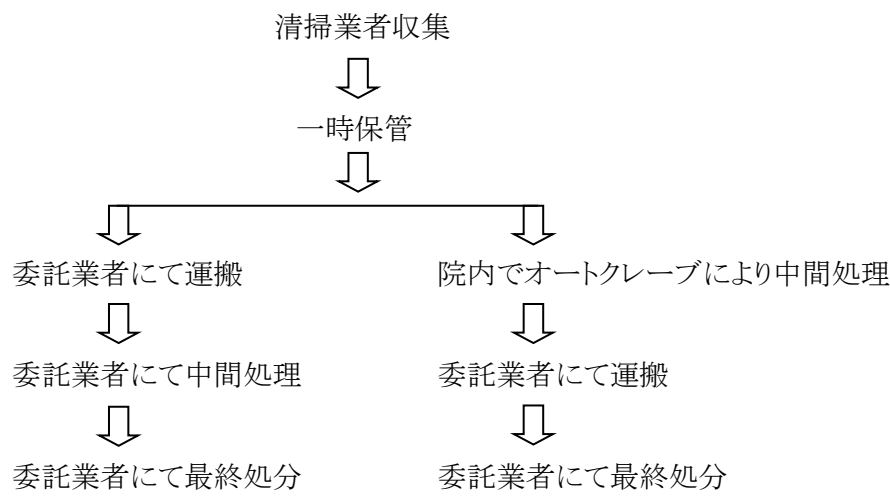 清掃業者収集
一時保管
委託業者にて運搬
院内でオートクレーブにより中間処理
委託業者にて中間処理
委託業者にて運搬
委託業者にて最終処分
委託業者にて最終処分